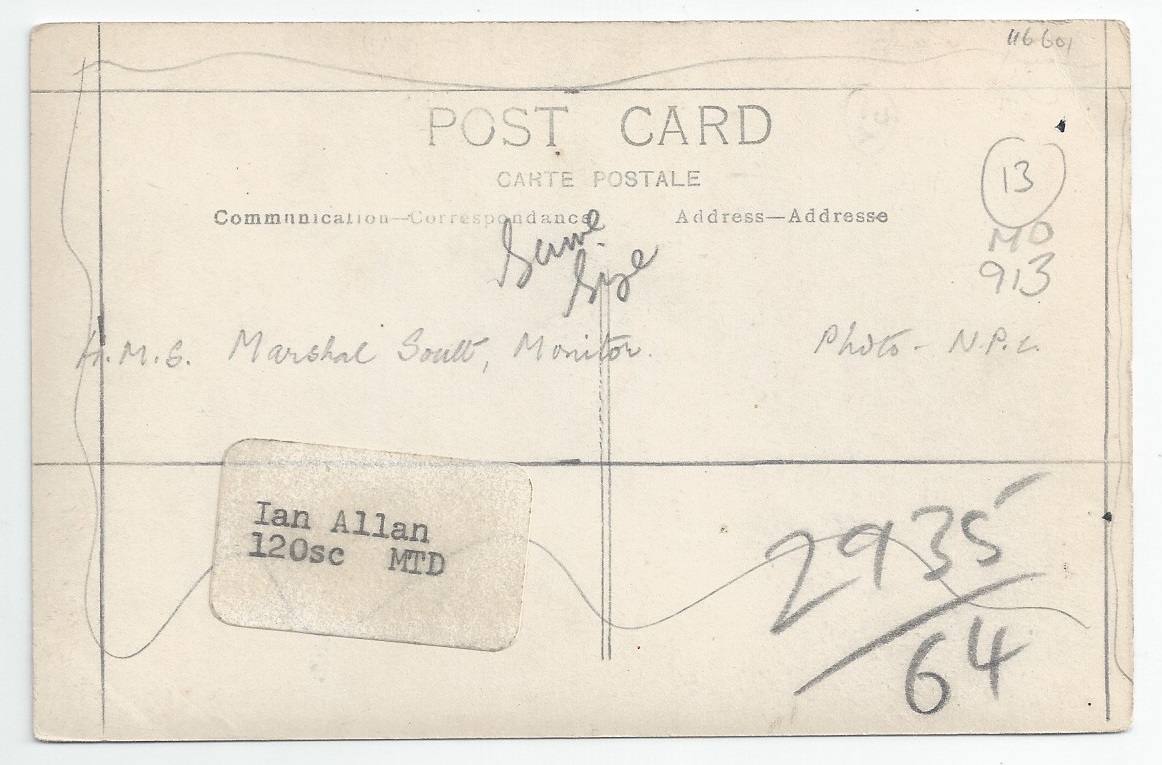 116601
POST CARD
CARTE POSTALE
Communication—Correspondance
Address—Addresse
13
MO
913
Same
Size
H.M.S. Marshal Soult, Monitor.
Photo - N.P.C.
Ian Allan
120sc MTD
2935
64